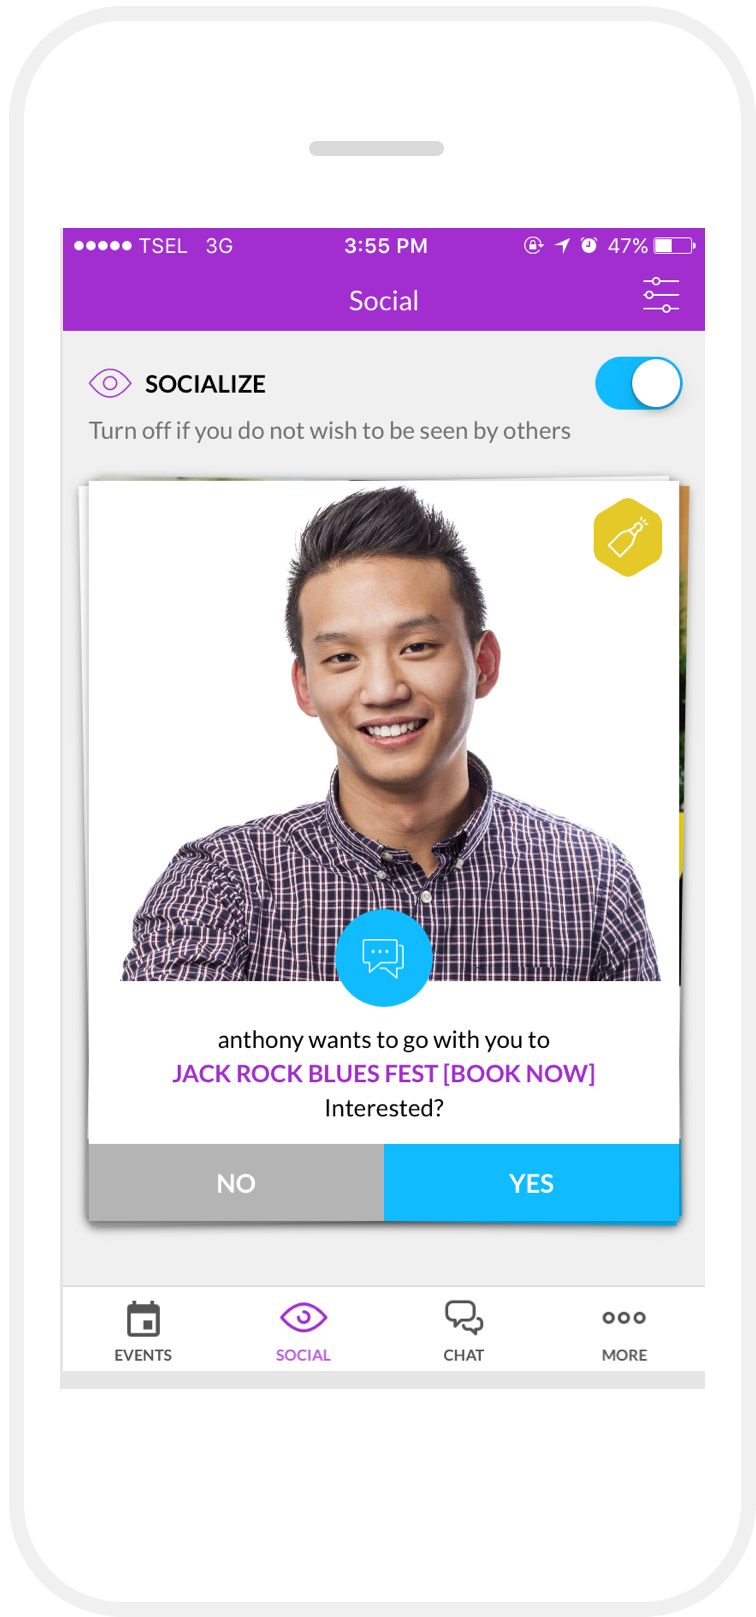 TSEL 3G 3:55 PM 47%
Social
SOCIALIZE
Turn off if you do not wish to be seen by others
anthony wants to go with you to
JACK ROCK BLUES FEST [BOOK NOW]
Interested?
NO YES
EVENTS SOCIAL CHAT MORE